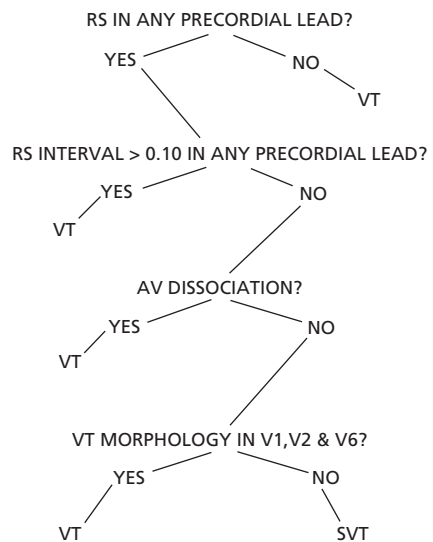 RS IN ANY PRECORDIAL LEAD?
YES
NO
VT
RS INTERVAL > 0.10 IN ANY PRECORDIAL LEAD?
YES
NO
VT
AV DISSOCIATION?
YES
NO
VT
VT MORPHOLOGY IN V1,V2 & V6?
YES
NO
VT
SVT